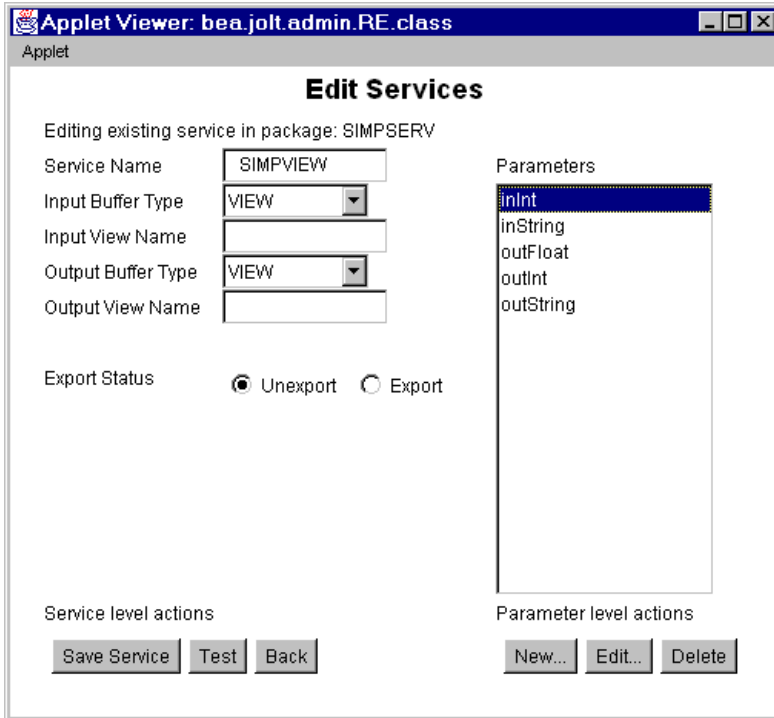 Applet Viewer: bea.jolt.admin.RE.class
Applet
Edit Services
Editing existing service in package: SIMPSERV
Service Name SIMPVIEW
Input Buffer Type VIEW
Input View Name
Output Buffer Type VIEW
Output View Name
Export Status Unexport Export
Parameters
inInt
inString
outFloat
outInt
outString
Service level actions
Save Service Test Back
Parameter level actions
New... Edit... Delete